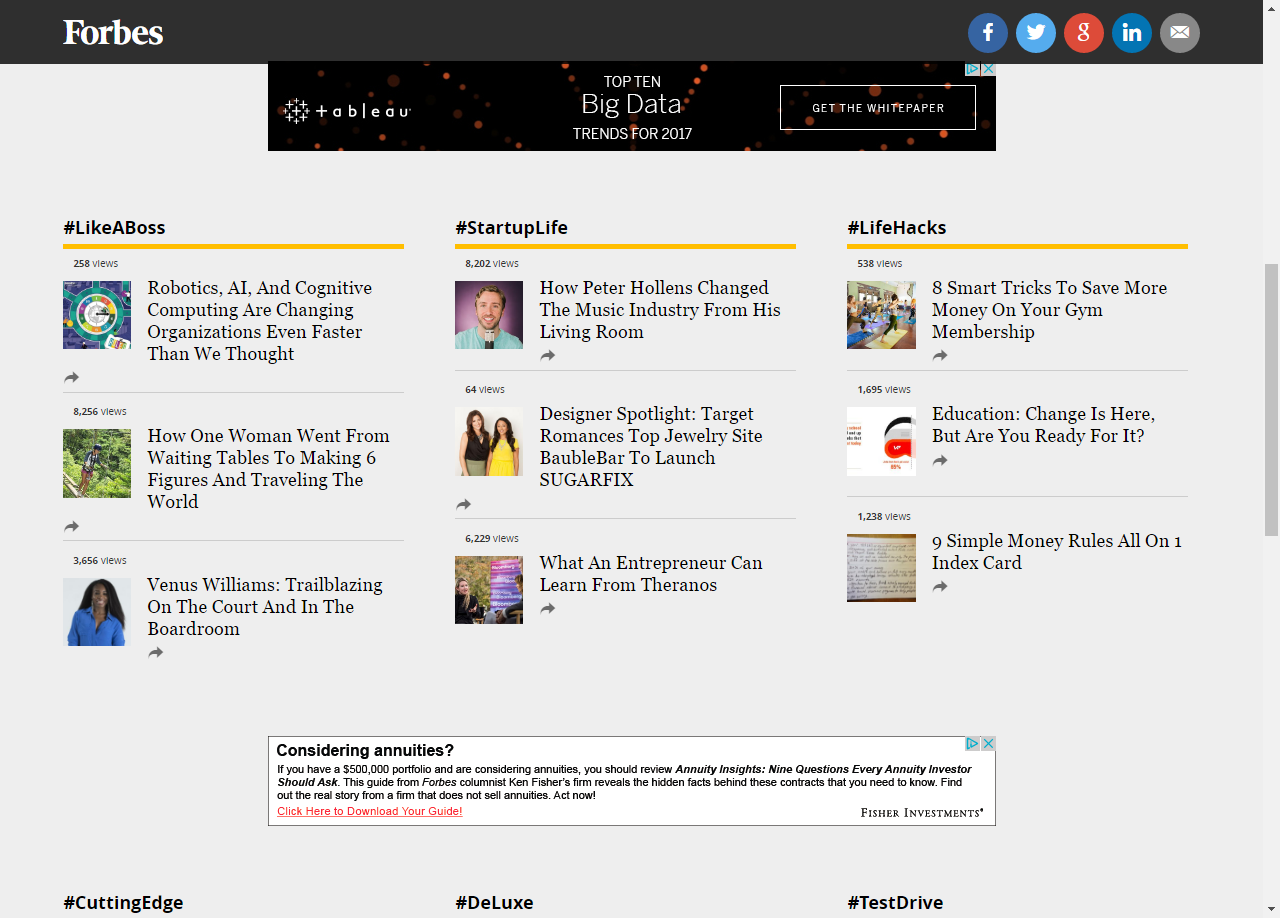 Forbes
tableau
TOP TEN
Big Data
TRENDS FOR 2017
GET THE WHITEPAPER
#LikeABoss
258 views
Robotics, AI, And Cognitive
Computing Are Changing
Organizations Even Faster
Than We Thought
8,256 views
How One Woman Went From
Waiting Tables To Making 6
Figures And Traveling The
World
3,656 views
Venus Williams: Trailblazing
On The Court And In The
Boardroom
#StartupLife
8,202 views
How Peter Hollens Changed
The Music Industry From His
Living Room
64 views
Designer Spotlight: Target
Romances Top Jewelry Site
BaubleBar To Launch
SUGARFIX
6,229 views
What An Entrepreneur Can
Learn From Theranos
#LifeHacks
538 views
8 Smart Tricks To Save More
Money On Your Gym
Membership
1,695 views
Education: Change Is Here,
But Are You Ready For It?
1,238 views
9 Simple Money Rules All On 1
Index Card
Considering annuities?
If you have a $500,000 portfolio and are considering annuities, you should review Annuity Insights: Nine Questions Every Annuity Investor
Should Ask. This guide from Forbes columnist Ken Fisher's firm reveals the hidden facts behind these contracts that you need to know. Find
out the real story from a firm that does not sell annuities. Act now!
Click Here to Download Your Guide!
FISHER INVESTMENTS
#CuttingEdge
#DeLuxe
#TestDrive